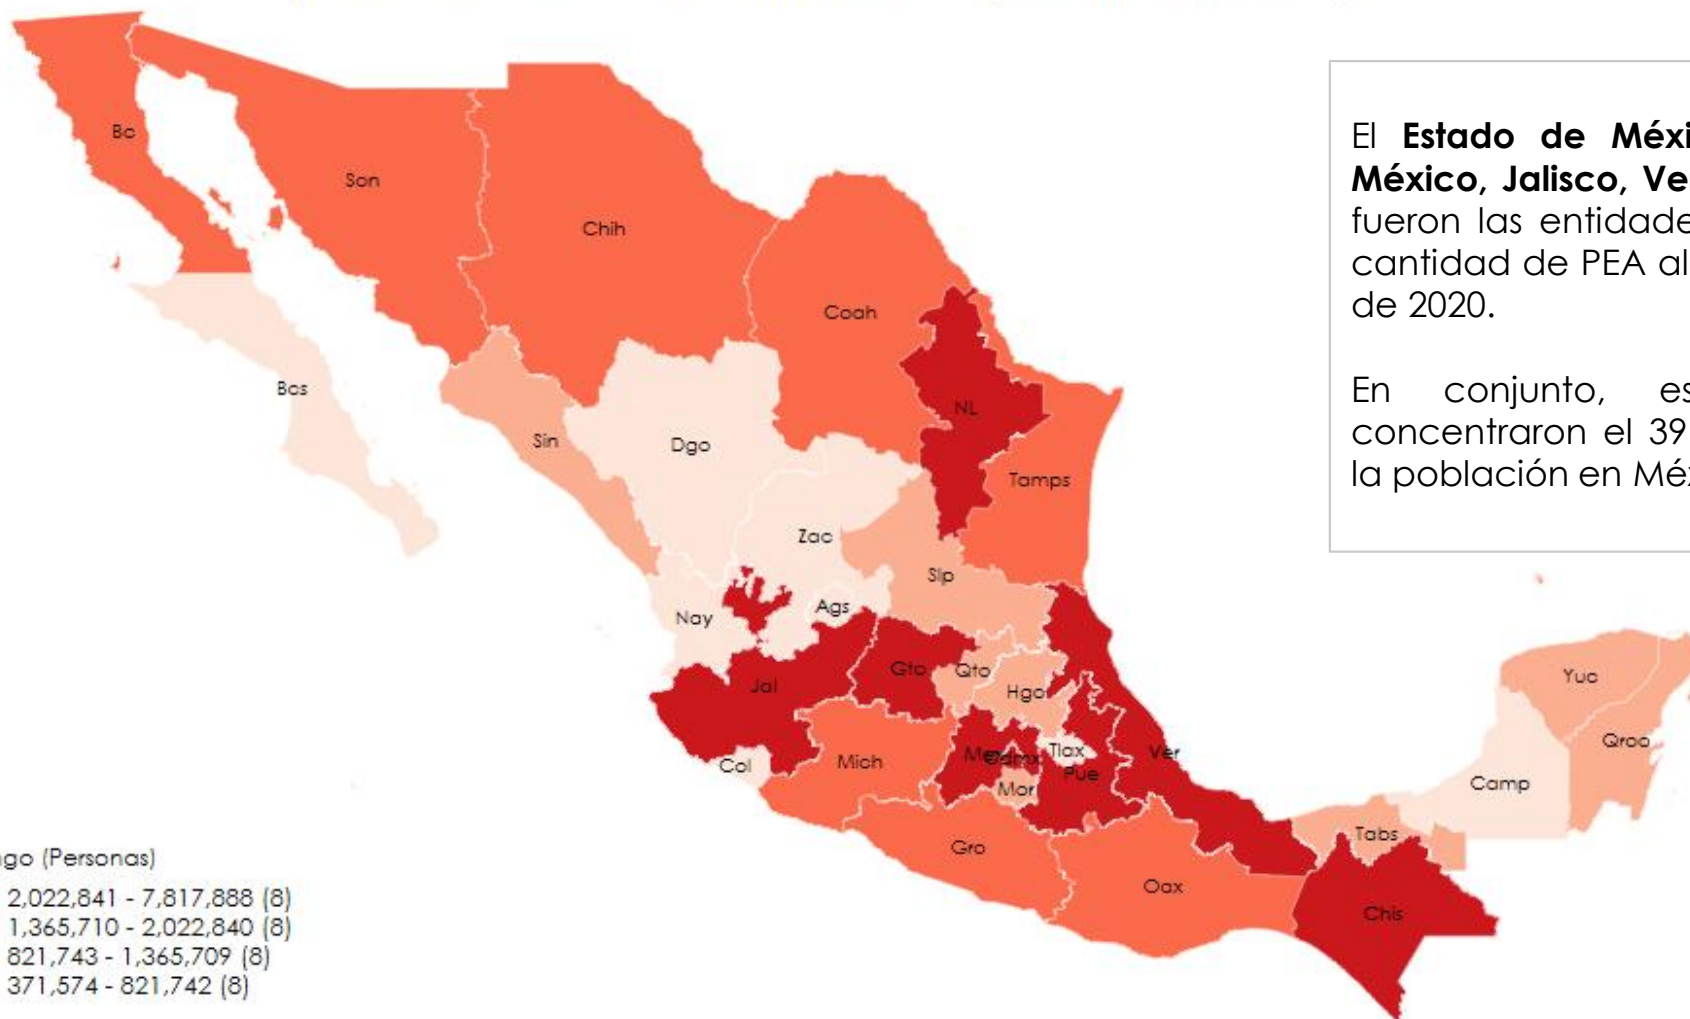 El Estado de Méxi
México, Jalisco, Ve
fueron las entidade
cantidad de PEA al
de 2020.
En conjunto, es
concentraron el 39
la población en Mé
Bc
Son
Chih
Coah
Bcs
NL
Sin
Dgo
Tamps
Zac
Slp
Nay
Ags
Gto
Qto
Jal
Hgo
Yuc
Qroo
Col
Mich
Mex
Cdmx
Tlax
Ver
Pue
Mor
Camp
Tabs
Gro
Oax
Chis
ngo (Personas)
2,022,841 - 7,817,888 (8)
1,365,710 - 2,022,840 (8)
821,743 - 1,365,709 (8)
371,574 - 821,742 (8)